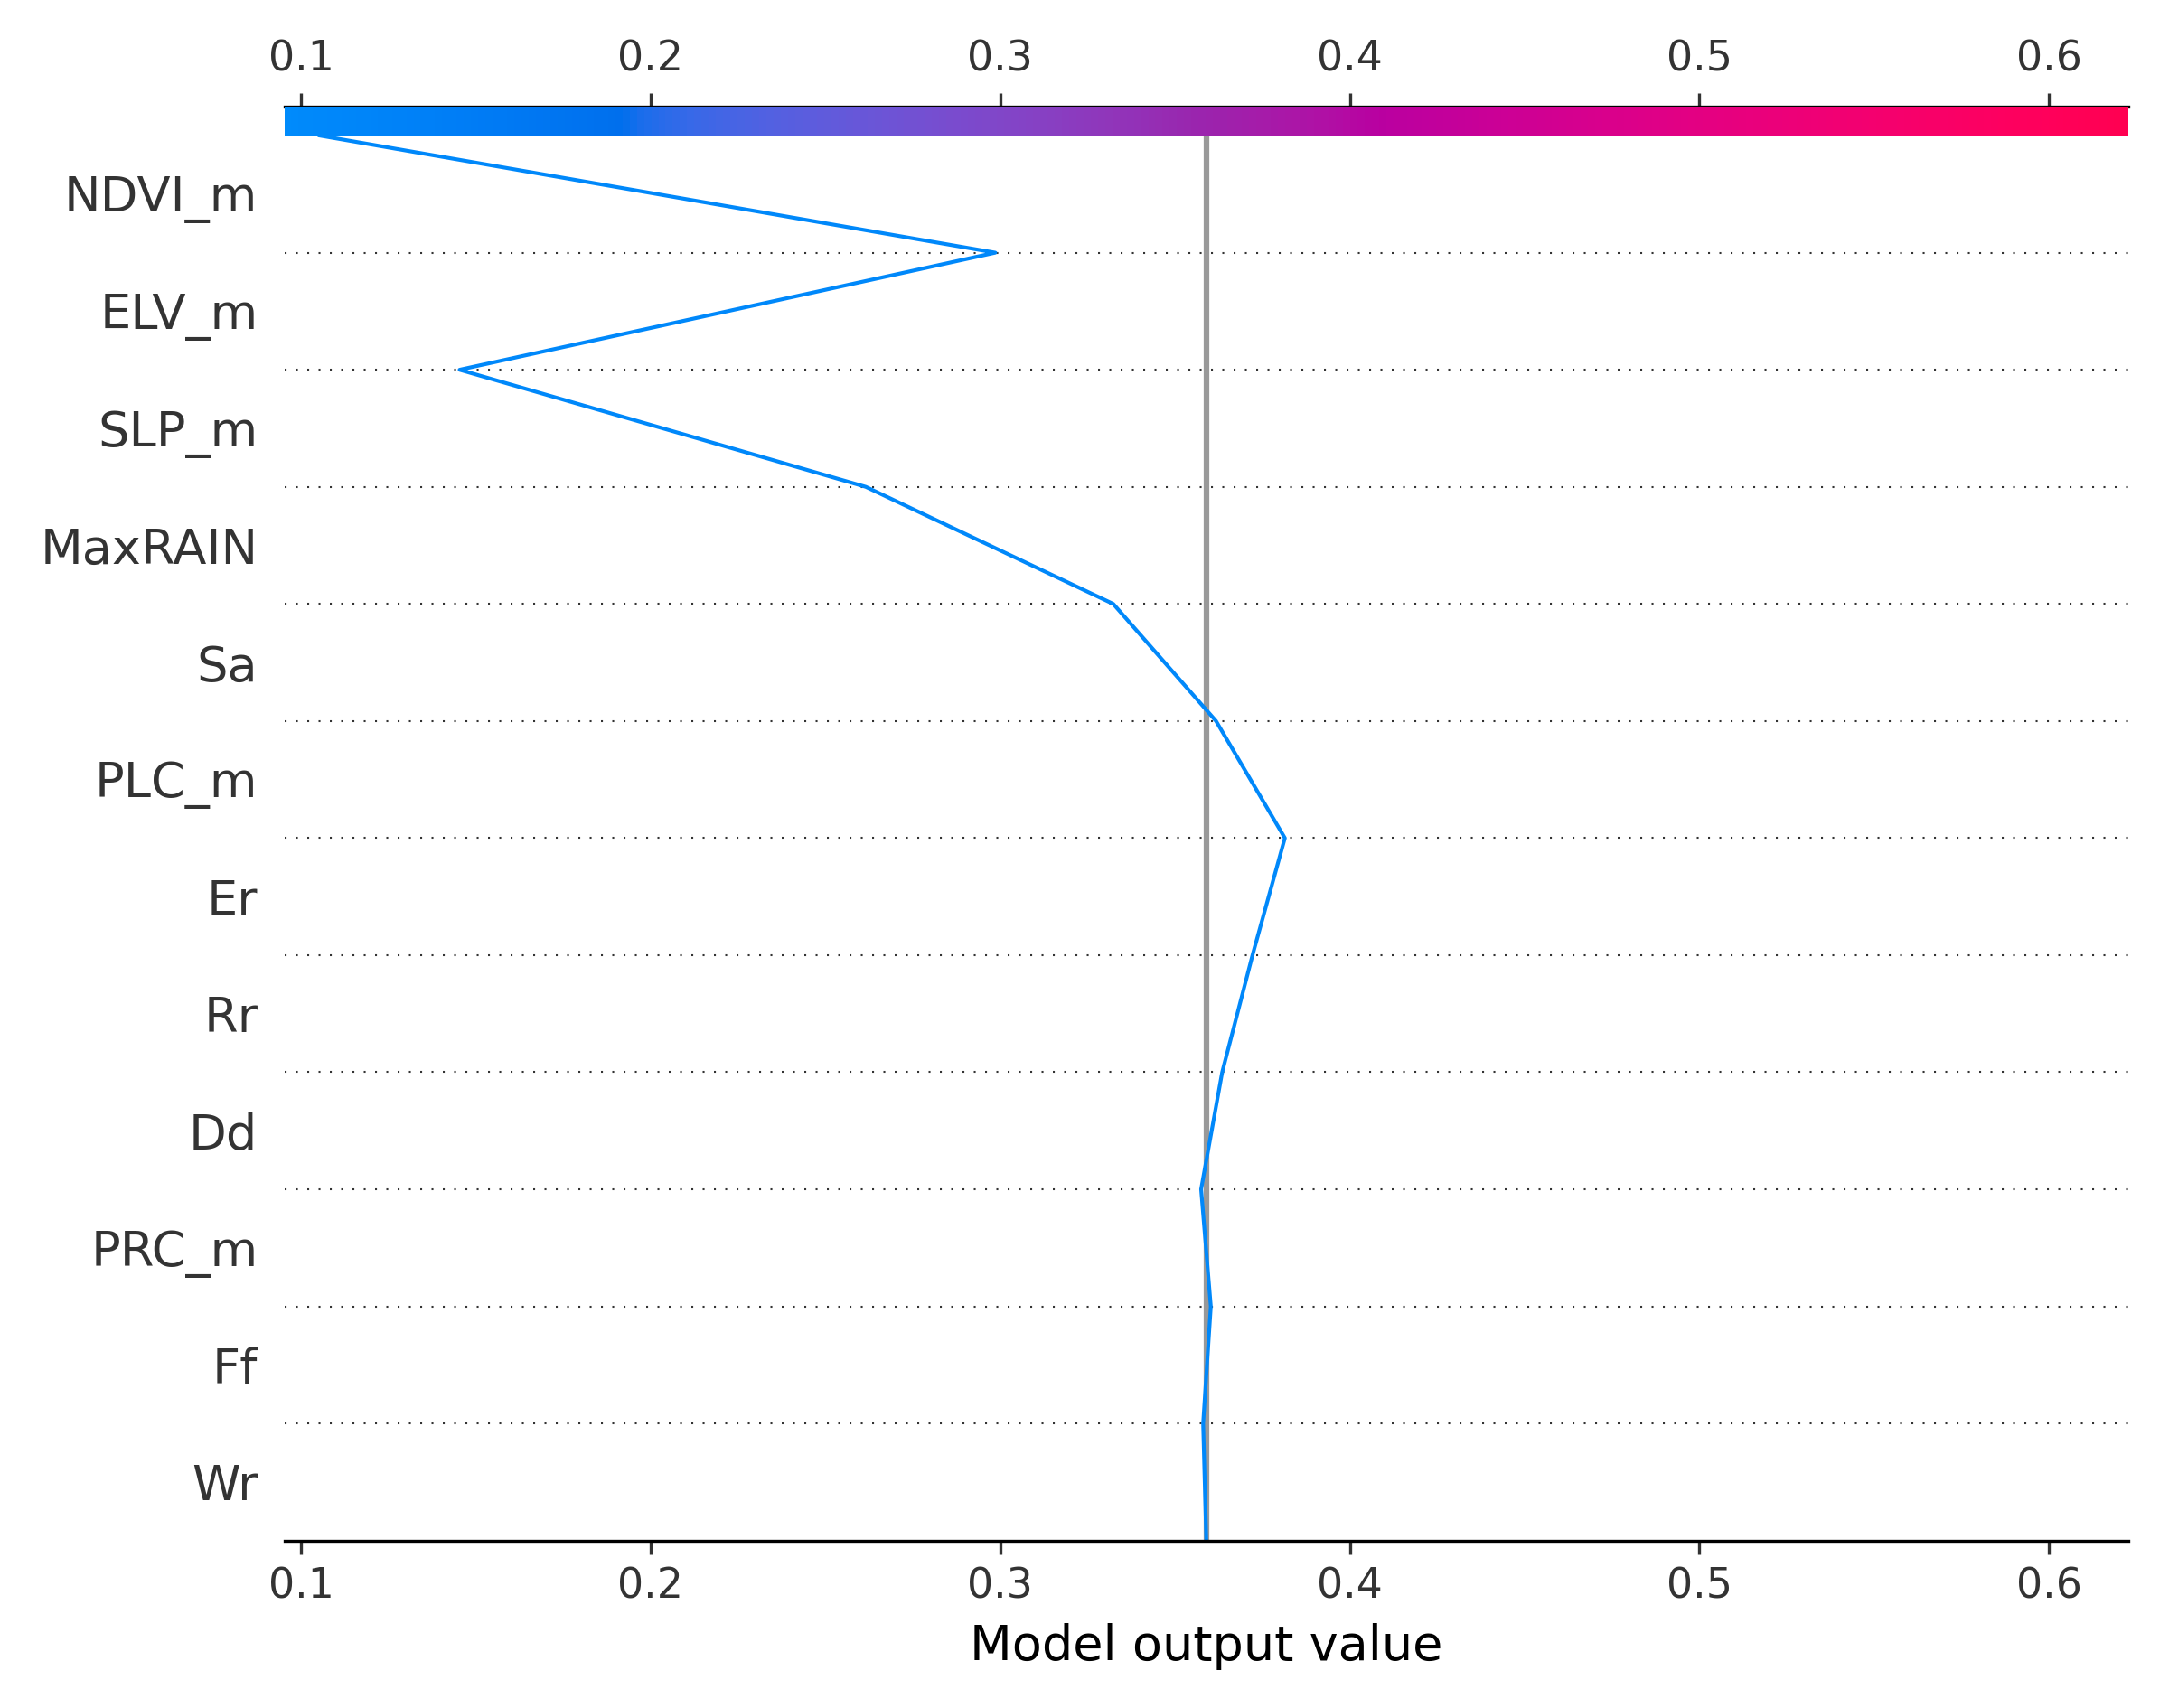 0.1 0.2 0.3 0.4 0.5 0.6
NDVI_m
ELV_m
SLP_m
MaxRAIN
Sa
PLC_m
Er
Rr
Dd
PRC_m
Ff
Wr
0.1 0.2 0.3 0.4 0.5 0.6
Model output value